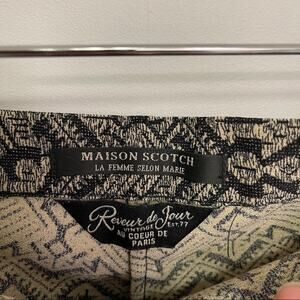 MAISON SCOTCH
LA FEMME SELON MARIE
Reveur de Jour
VINTAGE EST.77
AU COEUR DE
PARIS